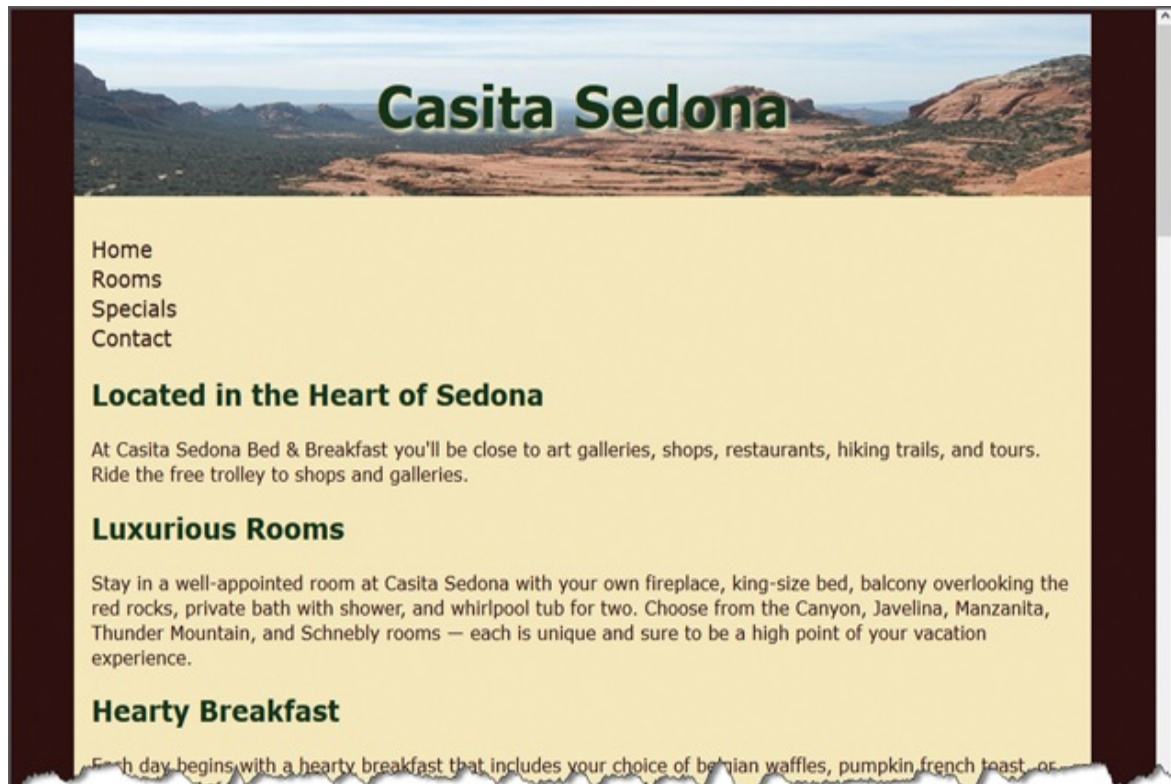 Casita Sedona
Home
Rooms
Specials
Contact
Located in the Heart of Sedona
At Casita Sedona Bed & Breakfast you'll be close to art galleries, shops, restaurants, hiking trails, and tours.
Ride the free trolley to shops and galleries.
Luxurious Rooms
Stay in a well-appointed room at Casita Sedona with your own fireplace, king-size bed, balcony overlooking the
red rocks, private bath with shower, and whirlpool tub for two. Choose from the Canyon, Javelina, Manzanita,
Thunder Mountain, and Schnebly rooms — each is unique and sure to be a high point of your vacation
experience.
Hearty Breakfast
Each day begins with a hearty breakfast that includes your choice of belgian waffles, pumpkin french toast, or